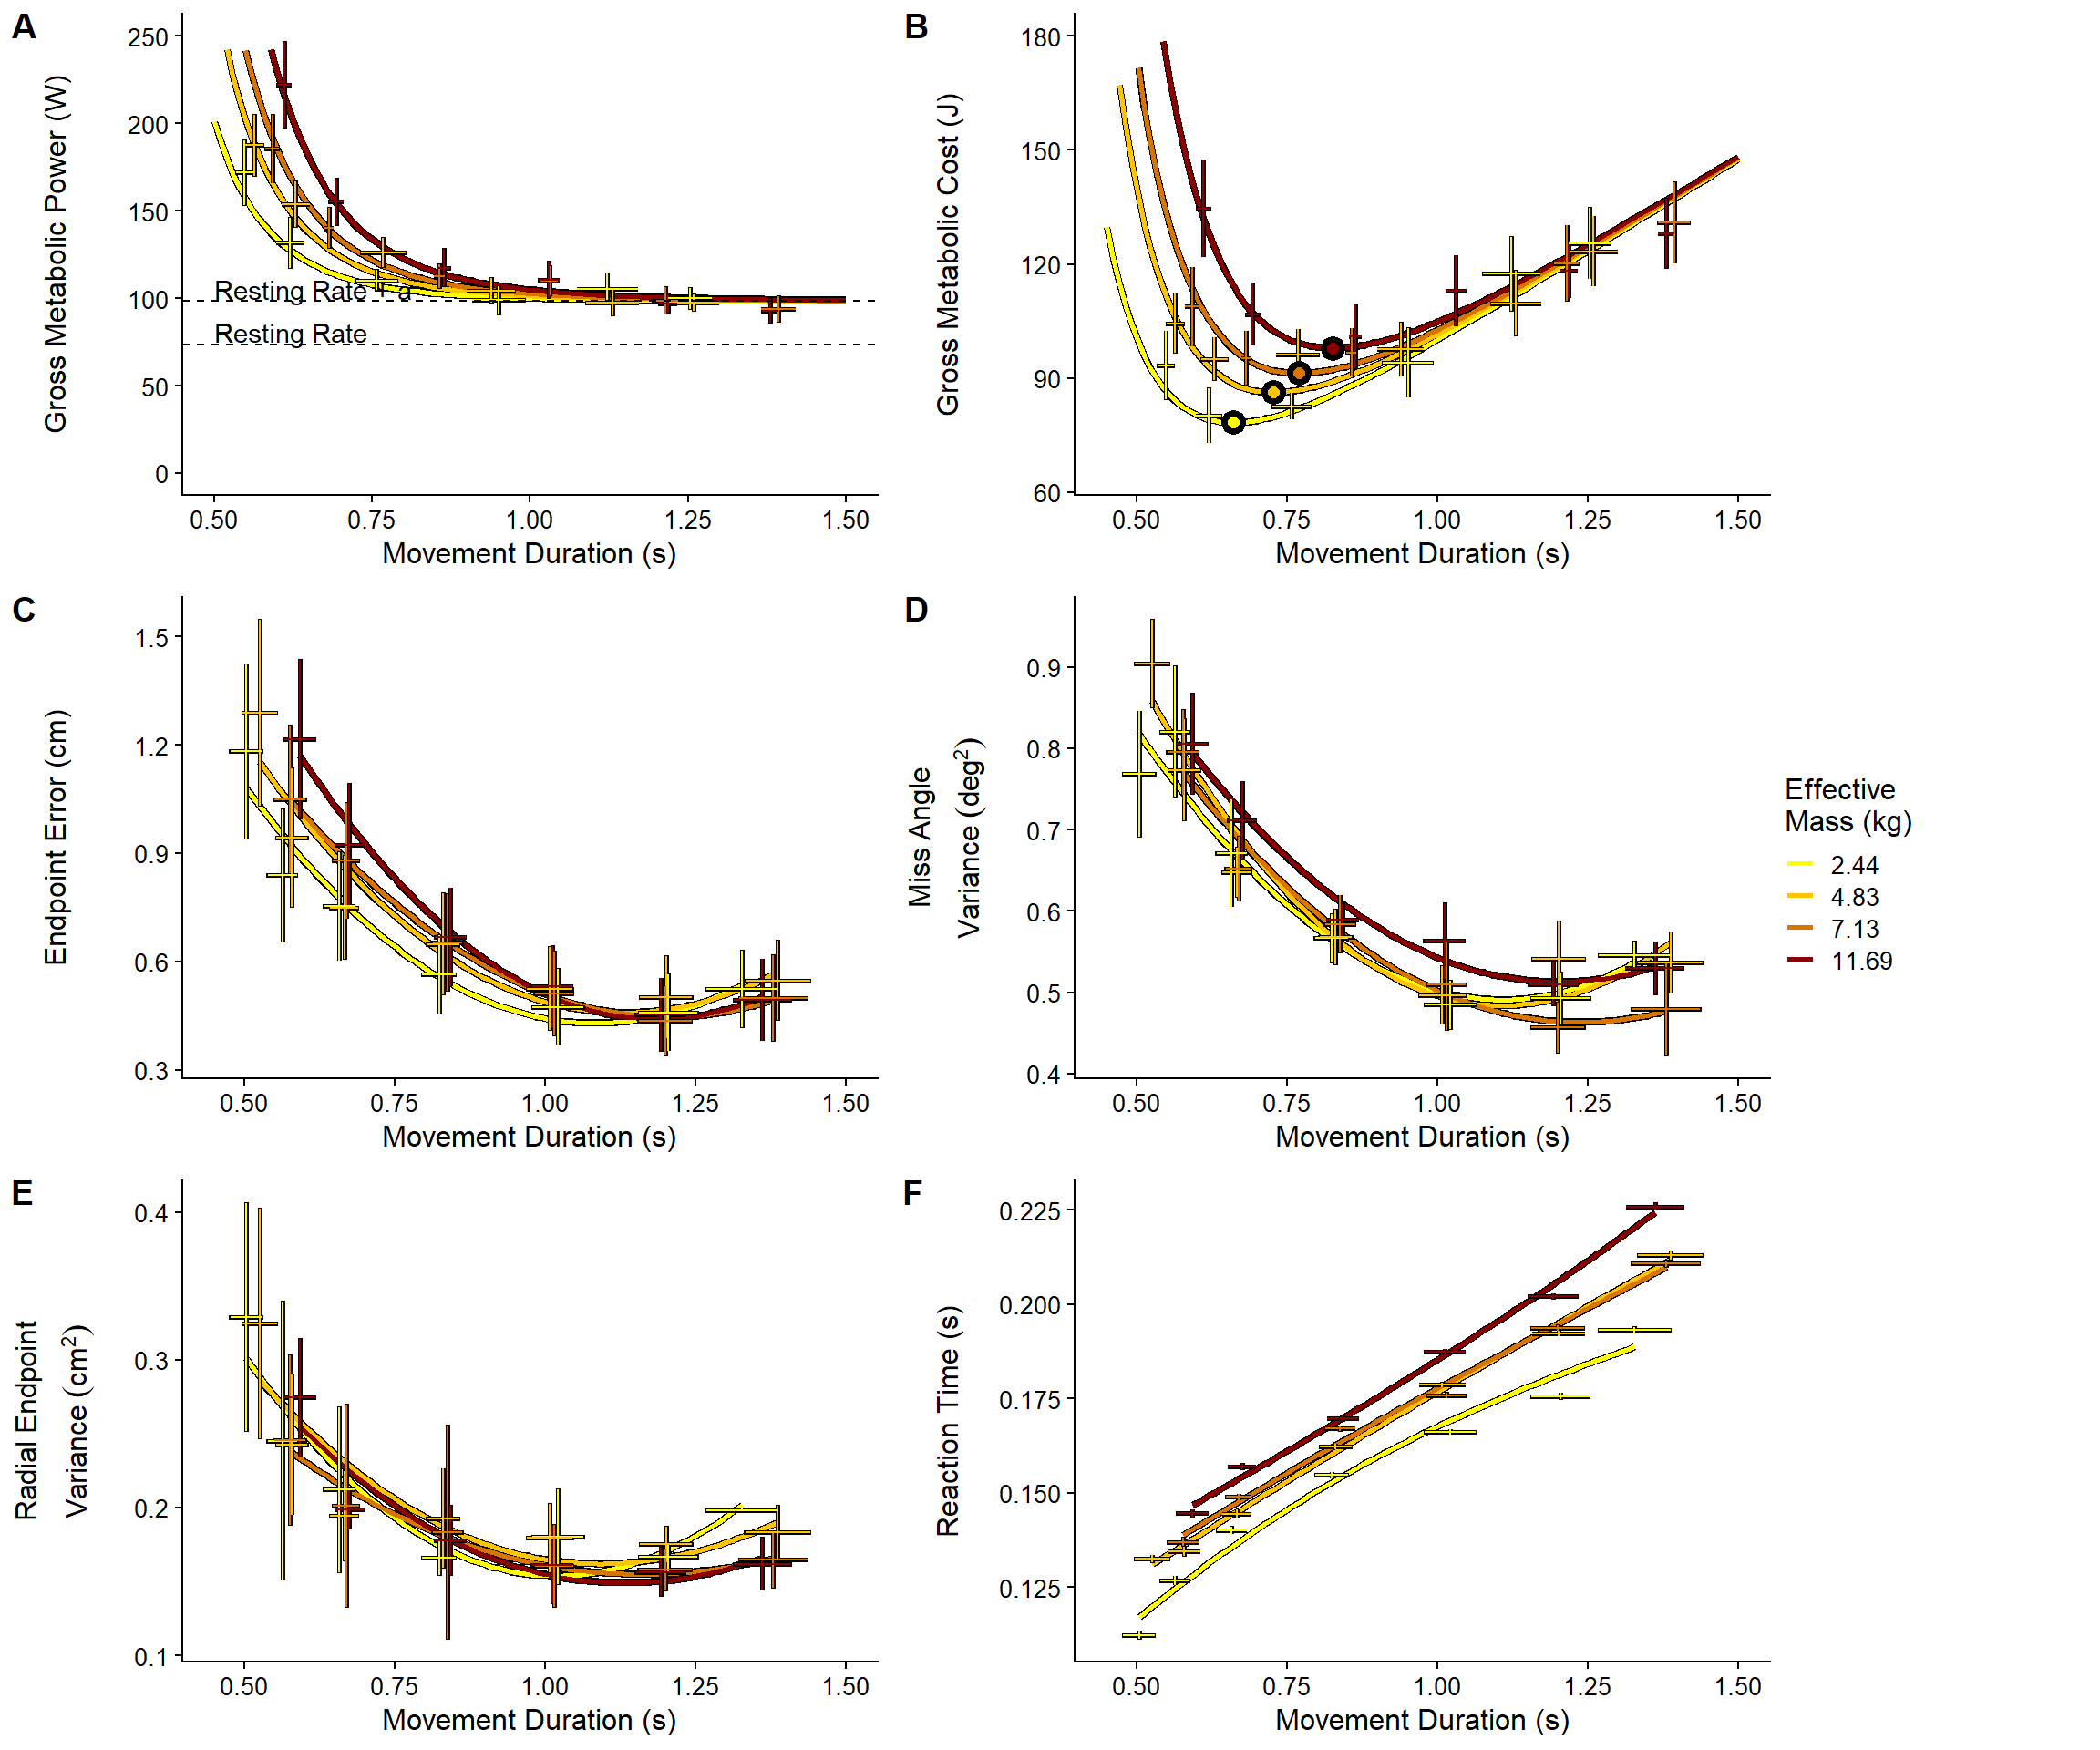 A
250
200
150
100
50
0
Gross Metabolic Power (W)
Resting Rate + a
Resting Rate
0.50 0.75 1.00 1.25 1.50
Movement Duration (s)
B
180
150
120
90
60
Gross Metabolic Cost (J)
0.50 0.75 1.00 1.25 1.50
Movement Duration (s)
C
1.5
1.2
0.9
0.6
0.3
Endpoint Error (cm)
0.50 0.75 1.00 1.25 1.50
Movement Duration (s)
D
0.9
0.8
0.7
0.6
0.5
0.4
Miss Angle
Variance (deg²)
0.50 0.75 1.00 1.25 1.50
Movement Duration (s)
Effective
Mass (kg)
2.44
4.83
7.13
11.69
E
0.4
0.3
0.2
0.1
Radial Endpoint
Variance (cm²)
0.50 0.75 1.00 1.25 1.50
Movement Duration (s)
F
0.225
0.200
0.175
0.150
0.125
Reaction Time (s)
0.50 0.75 1.00 1.25 1.50
Movement Duration (s)